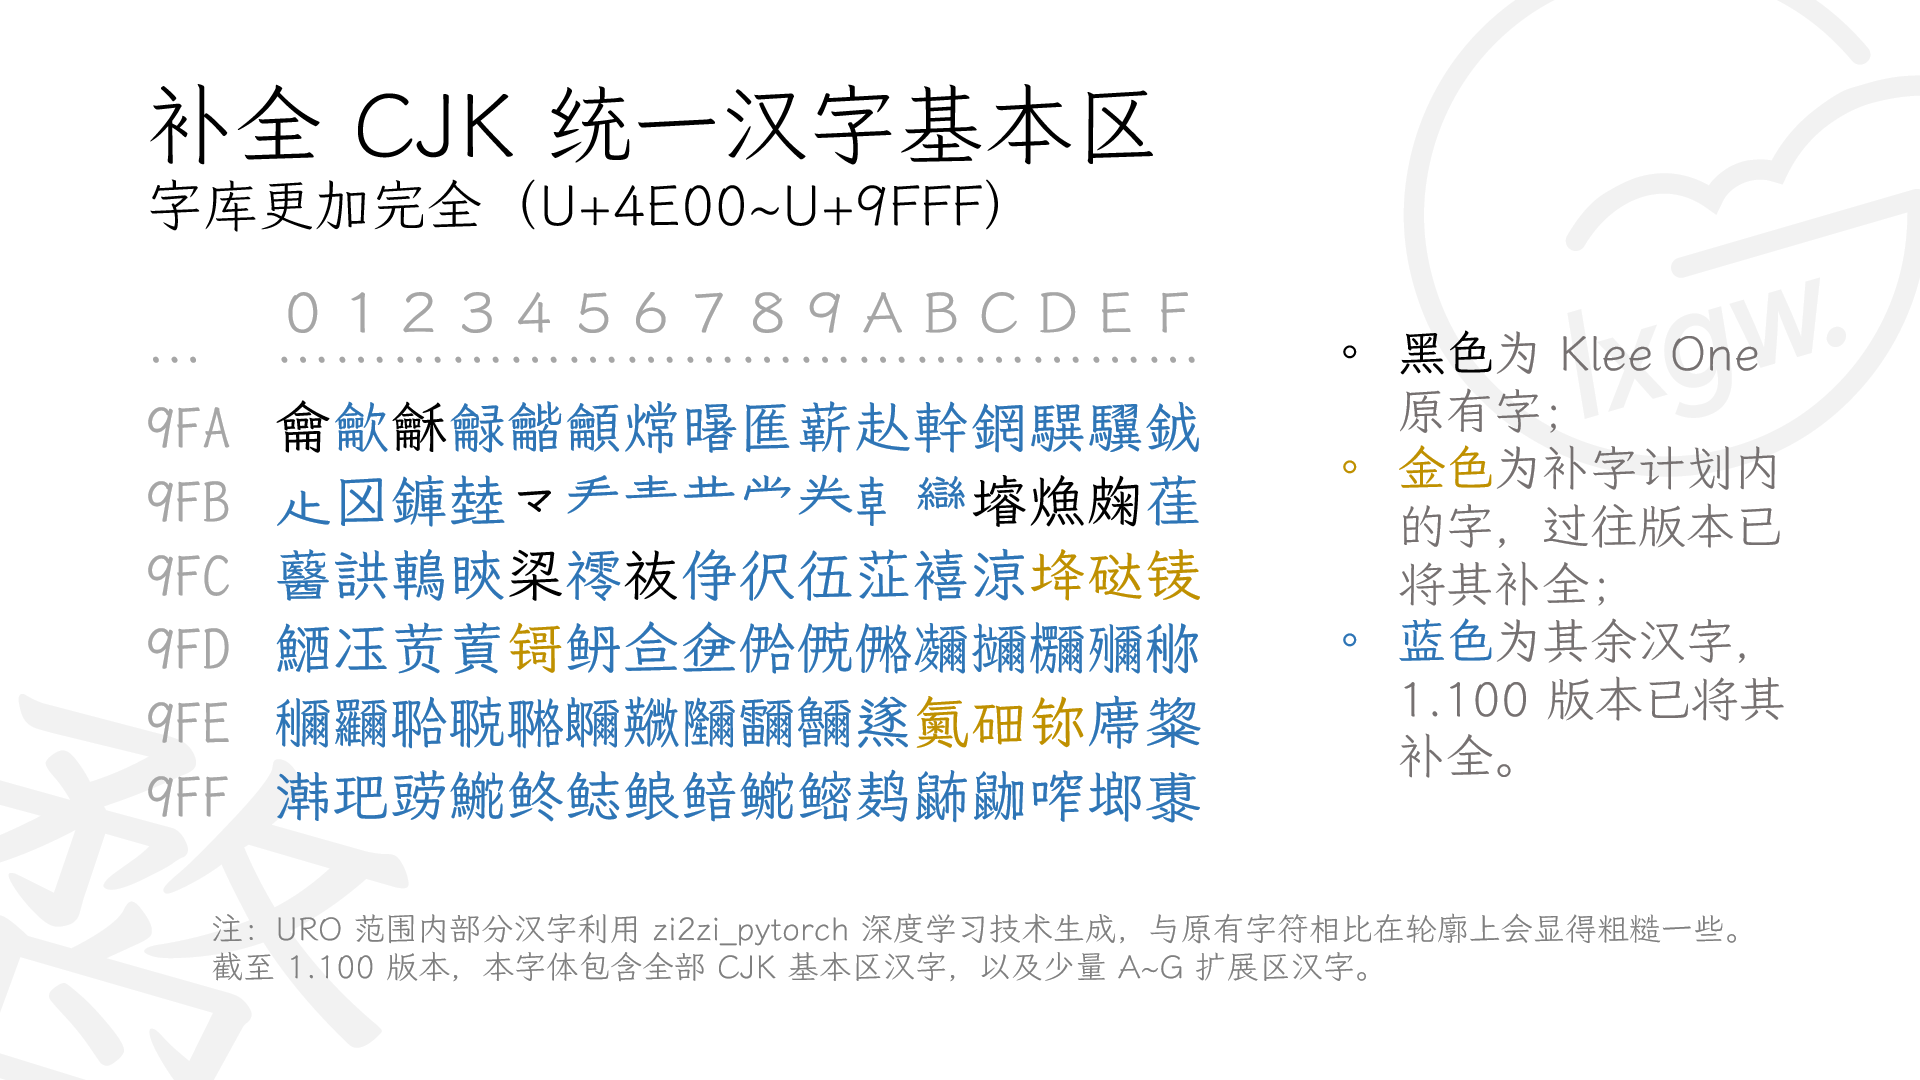 补全 CJK 统一汉字基本区
字库更加完全（U+4E00~U+9FFF）
0 1 2 3 4 5 6 7 8 9 A B C D E F
… ……………………………………
9FA 龠龡龢龣龤龥龦龧龨龩龪龫龬龭龮龯
9FB 龰龱龲龳龴龵龶龷龸龹龺龻龼龽龾龿
9FC 鿀鿁鿂鿃鿄鿅鿆鿇鿈鿉鿊鿋鿌鿍鿎鿏
9FD 鿐鿑鿒鿓鿔鿕鿖鿗鿘鿙鿚鿛鿜鿝鿞鿟
9FE 鿠鿡鿢鿣鿤鿥鿦鿧鿨鿩鿪鿫鿬鿭鿮鿯
9FF 鿰鿱鿲鿳鿴鿵鿶鿷鿸鿹鿺鿻鿼鿽鿾鿿
◦ 黑色为 Klee One
原有字；
◦ 金色为补字计划内
的字，过往版本已
将其补全；
◦ 蓝色为其余汉字，
1.100 版本已将其
补全。
注：URO 范围内部分汉字利用 zi2zi_pytorch 深度学习技术生成，与原有字符相比在轮廓上会显得粗糙一些。
截至 1.100 版本，本字体包含全部 CJK 基本区汉字，以及少量 A~G 扩展区汉字。
lxgw.